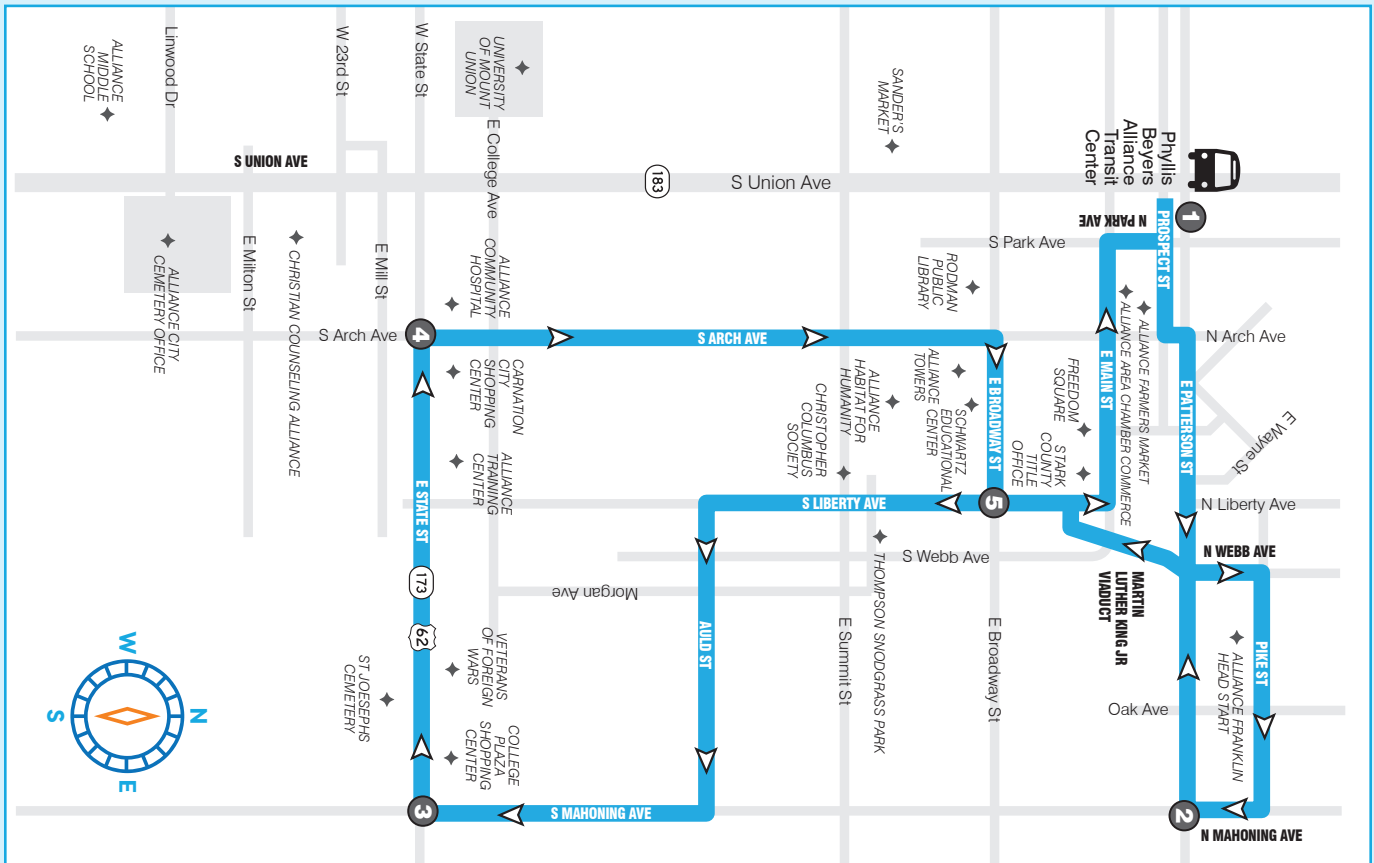 ALLIANCE
MIDDLE
SCHOOL
Linwood Dr
W 23rd St
W State St
UNIVERSITY
OF MOUNT
UNION
E College Ave
SANDER'S
MARKET
Phyllis
Beyers
Alliance
Transit
Center
S UNION AVE
183
S Union Ave
1
PROSPECT ST
N PARK AVE
S Park Ave
ALLIANCE CITY
CEMETERY OFFICE
E Milton St
CHRISTIAN COUNSELING ALLIANCE
E Mill St
ALLIANCE
COMMUNITY
HOSPITAL
RODMAN
PUBLIC
LIBRARY
ALLIANCE FARMERS MARKET
ALLIANCE AREA CHAMBER COMMERCE
S Arch Ave
4
S ARCH AVE
N Arch Ave
CARNATION
CITY
SHOPPING
CENTER
ALLIANCE
HABITAT FOR
HUMANITY
CHRISTOPHER
COLUMBUS
SOCIETY
ALLIANCE
TOWERS
SCHWARTZ
EDUCATIONAL
CENTER
E BROADWAY ST
FREEDOM
SQUARE
STARK
COUNTY
TITLE
OFFICE
E MAIN ST
E PATTERSON ST
E Wayne St
ALLIANCE
TRAINING
CENTER
E STATE ST
S LIBERTY AVE
5
N Liberty Ave
173
62
Morgan Ave
THOMPSON SNODGRASS PARK
S Webb Ave
N WEBB AVE
MARTIN
LUTHER KING JR
VIADUCT
ST JOESEPHS
CEMETERY
VETERANS
OF FOREIGN
WARS
COLLEGE
PLAZA
SHOPPING
CENTER
AULD ST
E Summit St
E Broadway St
Oak Ave
ALLIANCE FRANKLIN
HEAD START
PIKE ST
3
S MAHONING AVE
2
N MAHONING AVE
W
N
S
E